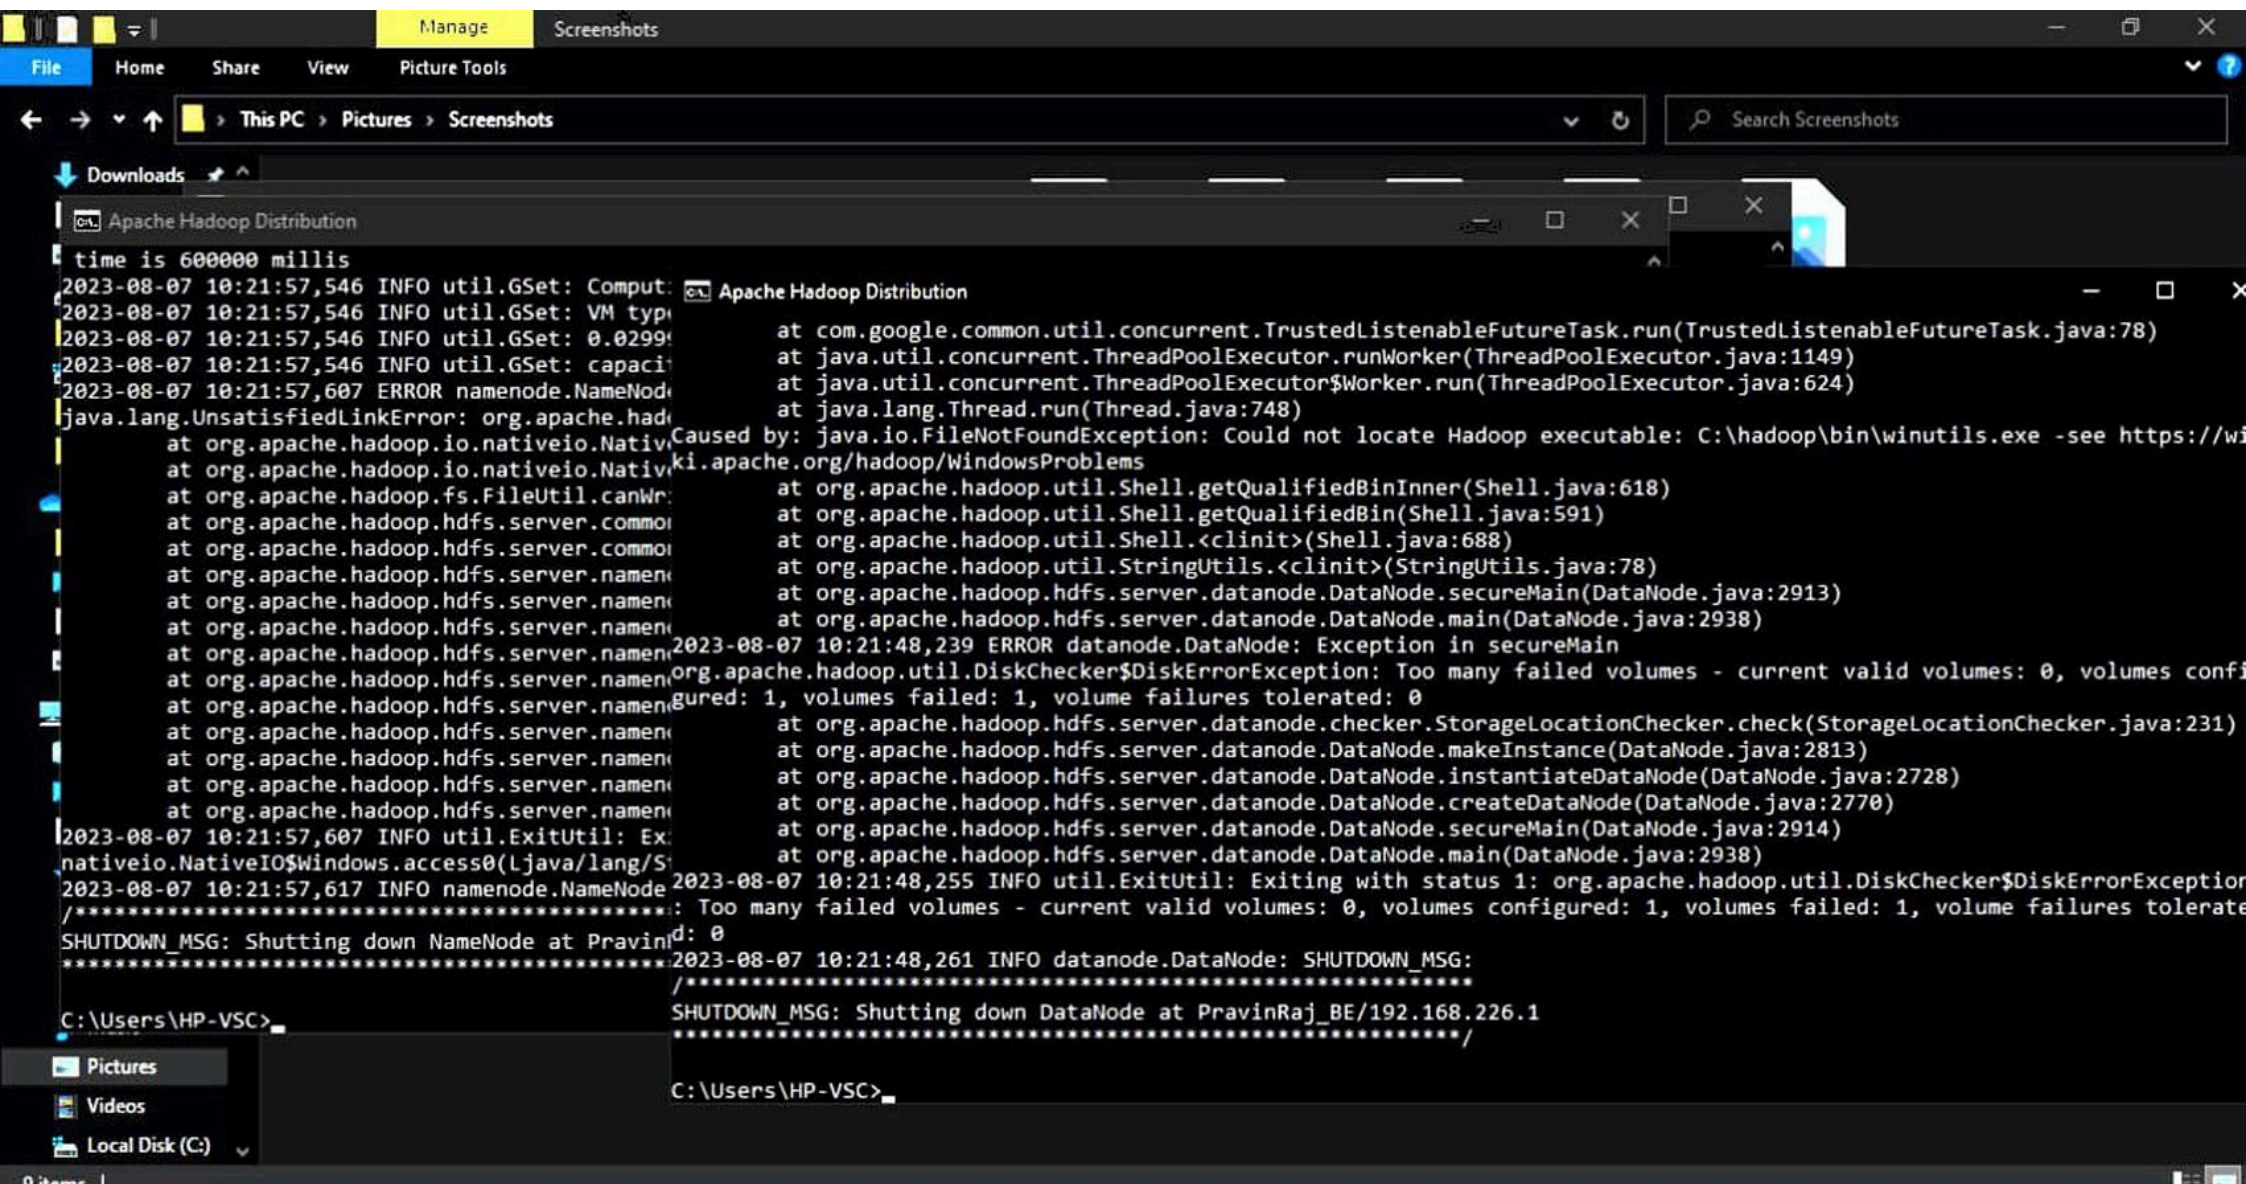 Manage
Screenshots
File Home Share View Picture Tools
This PC › Pictures › Screenshots
Search Screenshots
Downloads
Apache Hadoop Distribution
time is 600000 millis
2023-08-07 10:21:57,546 INFO util.GSet: Comput
2023-08-07 10:21:57,546 INFO util.GSet: VM typ
2023-08-07 10:21:57,546 INFO util.GSet: 0.0299
2023-08-07 10:21:57,546 INFO util.GSet: capaci
2023-08-07 10:21:57,607 ERROR namenode.NameNod
java.lang.UnsatisfiedLinkError: org.apache.had
at org.apache.hadoop.io.nativeio.Nativ
at org.apache.hadoop.io.nativeio.Nativ
at org.apache.hadoop.fs.FileUtil.canWr
at org.apache.hadoop.hdfs.server.commo
at org.apache.hadoop.hdfs.server.commo
at org.apache.hadoop.hdfs.server.namen
at org.apache.hadoop.hdfs.server.namen
at org.apache.hadoop.hdfs.server.namen
at org.apache.hadoop.hdfs.server.namen
at org.apache.hadoop.hdfs.server.namen
at org.apache.hadoop.hdfs.server.namen
at org.apache.hadoop.hdfs.server.namen
at org.apache.hadoop.hdfs.server.namen
at org.apache.hadoop.hdfs.server.namen
at org.apache.hadoop.hdfs.server.namen
2023-08-07 10:21:57,607 INFO util.ExitUtil: Ex
nativeio.NativeIO$Windows.access0(Ljava/lang/S
2023-08-07 10:21:57,617 INFO namenode.NameNode
/**********************************************
SHUTDOWN_MSG: Shutting down NameNode at Pravin
**********************************************
C:\Users\HP-VSC>
Apache Hadoop Distribution
at com.google.common.util.concurrent.TrustedListenableFutureTask.run(TrustedListenableFutureTask.java:78)
at java.util.concurrent.ThreadPoolExecutor.runWorker(ThreadPoolExecutor.java:1149)
at java.util.concurrent.ThreadPoolExecutor$Worker.run(ThreadPoolExecutor.java:624)
at java.lang.Thread.run(Thread.java:748)
Caused by: java.io.FileNotFoundException: Could not locate Hadoop executable: C:\hadoop\bin\winutils.exe -see https://wi
ki.apache.org/hadoop/WindowsProblems
at org.apache.hadoop.util.Shell.getQualifiedBinInner(Shell.java:618)
at org.apache.hadoop.util.Shell.getQualifiedBin(Shell.java:591)
at org.apache.hadoop.util.Shell.<clinit>(Shell.java:688)
at org.apache.hadoop.util.StringUtils.<clinit>(StringUtils.java:78)
at org.apache.hadoop.hdfs.server.datanode.DataNode.secureMain(DataNode.java:2913)
at org.apache.hadoop.hdfs.server.datanode.DataNode.main(DataNode.java:2938)
2023-08-07 10:21:48,239 ERROR datanode.DataNode: Exception in secureMain
org.apache.hadoop.util.DiskChecker$DiskErrorException: Too many failed volumes - current valid volumes: 0, volumes confi
gured: 1, volumes failed: 1, volume failures tolerated: 0
at org.apache.hadoop.hdfs.server.datanode.checker.StorageLocationChecker.check(StorageLocationChecker.java:231)
at org.apache.hadoop.hdfs.server.datanode.DataNode.makeInstance(DataNode.java:2813)
at org.apache.hadoop.hdfs.server.datanode.DataNode.instantiateDataNode(DataNode.java:2728)
at org.apache.hadoop.hdfs.server.datanode.DataNode.createDataNode(DataNode.java:2770)
at org.apache.hadoop.hdfs.server.datanode.DataNode.secureMain(DataNode.java:2914)
at org.apache.hadoop.hdfs.server.datanode.DataNode.main(DataNode.java:2938)
2023-08-07 10:21:48,255 INFO util.ExitUtil: Exiting with status 1: org.apache.hadoop.util.DiskChecker$DiskErrorException
: Too many failed volumes - current valid volumes: 0, volumes configured: 1, volumes failed: 1, volume failures tolerate
d: 0
2023-08-07 10:21:48,261 INFO datanode.DataNode: SHUTDOWN_MSG:
/************************************************************
SHUTDOWN_MSG: Shutting down DataNode at PravinRaj_BE/192.168.226.1
************************************************************/
C:\Users\HP-VSC>
Pictures
Videos
Local Disk (C:)